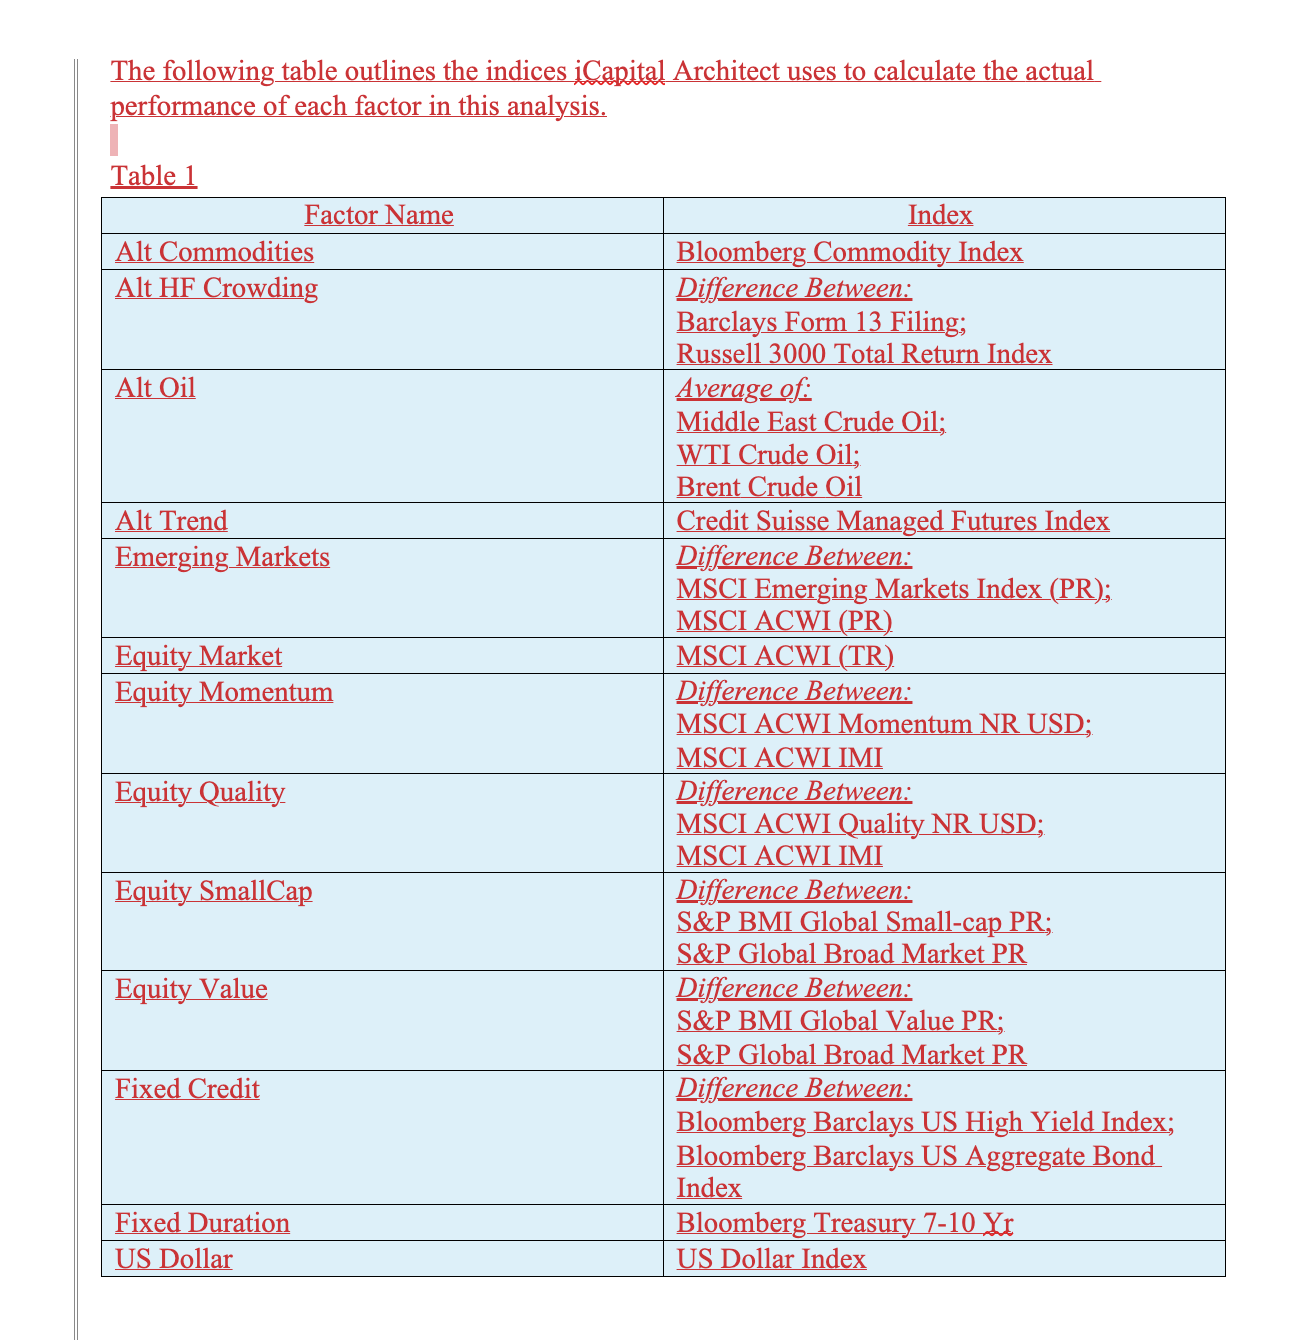 The following table outlines the indices iCapital Architect uses to calculate the actual
performance of each factor in this analysis.
Table 1
Factor Name Index
Alt Commodities Bloomberg Commodity Index
Alt HF Crowding Difference Between:
Barclays Form 13 Filing;
Russell 3000 Total Return Index
Alt Oil Average of:
Middle East Crude Oil;
WTI Crude Oil;
Brent Crude Oil
Alt Trend Credit Suisse Managed Futures Index
Emerging Markets Difference Between:
MSCI Emerging Markets Index (PR);
MSCI ACWI (PR)
Equity Market MSCI ACWI (TR)
Equity Momentum Difference Between:
MSCI ACWI Momentum NR USD;
MSCI ACWI IMI
Equity Quality Difference Between:
MSCI ACWI Quality NR USD;
MSCI ACWI IMI
Equity SmallCap Difference Between:
S&P BMI Global Small-cap PR;
S&P Global Broad Market PR
Equity Value Difference Between:
S&P BMI Global Value PR;
S&P Global Broad Market PR
Fixed Credit Difference Between:
Bloomberg Barclays US High Yield Index;
Bloomberg Barclays US Aggregate Bond
Index
Fixed Duration Bloomberg Treasury 7-10 Yr
US Dollar US Dollar Index